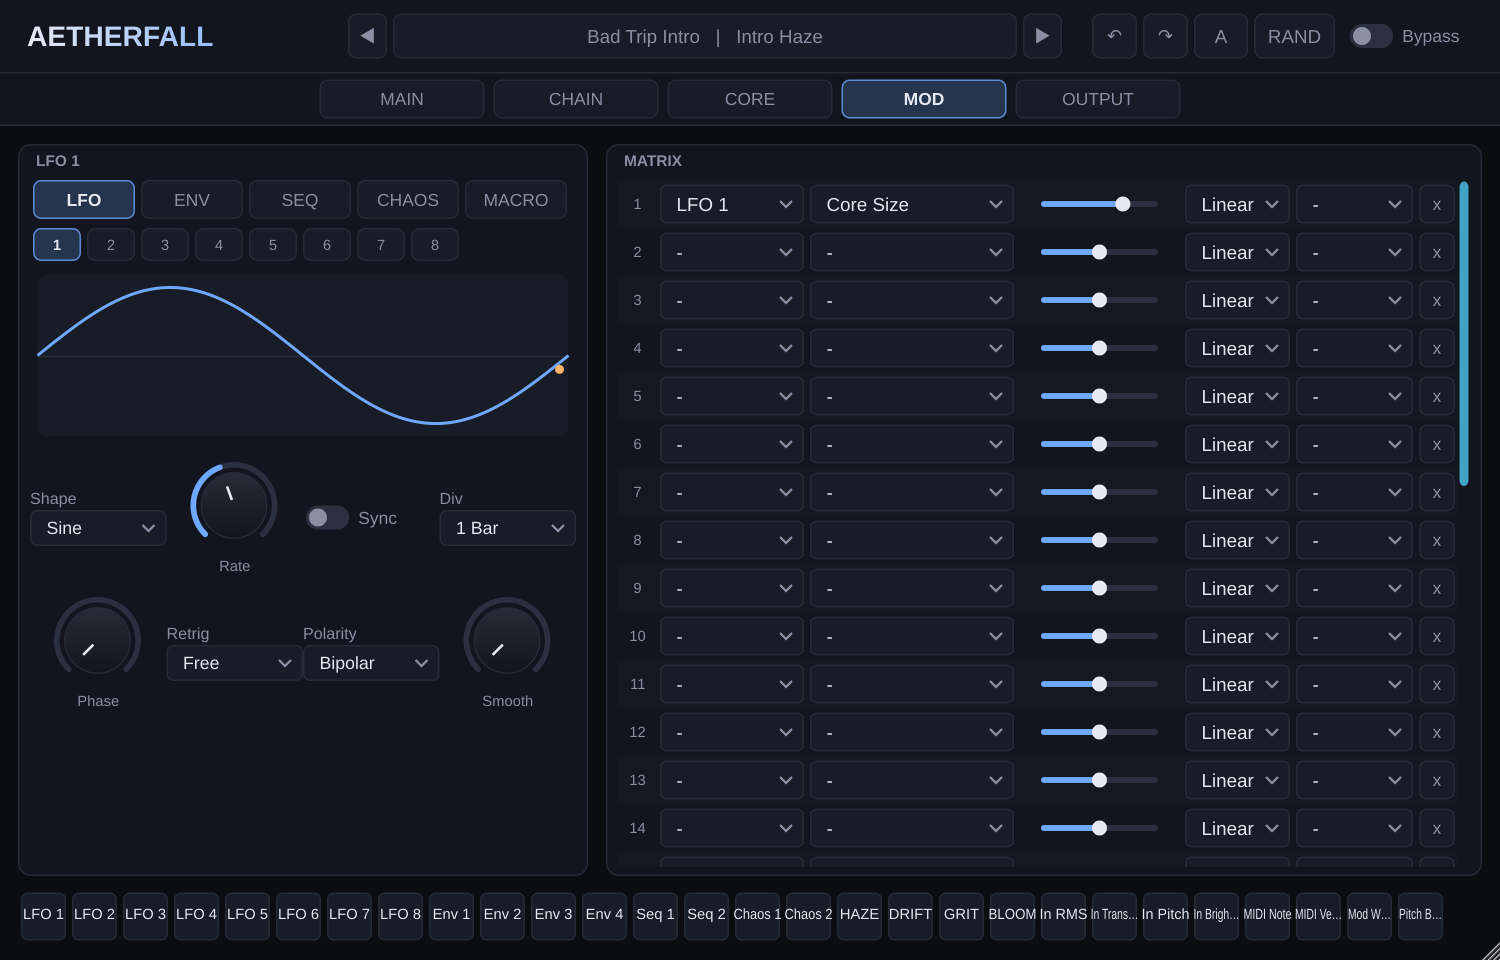 AETHERFALL
Bad Trip Intro | Intro Haze
A RAND Bypass
MAIN CHAIN CORE MOD OUTPUT
LFO 1
LFO ENV SEQ CHAOS MACRO
1 2 3 4 5 6 7 8
Shape
Sine
Rate
Sync
Div
1 Bar
Phase
Retrig
Free
Polarity
Bipolar
Smooth
MATRIX
1 LFO 1 Core Size Linear - x
2 - - Linear - x
3 - - Linear - x
4 - - Linear - x
5 - - Linear - x
6 - - Linear - x
7 - - Linear - x
8 - - Linear - x
9 - - Linear - x
10 - - Linear - x
11 - - Linear - x
12 - - Linear - x
13 - - Linear - x
14 - - Linear - x
LFO 1 LFO 2 LFO 3 LFO 4 LFO 5 LFO 6 LFO 7 LFO 8 Env 1 Env 2 Env 3 Env 4 Seq 1 Seq 2 Chaos 1 Chaos 2 HAZE DRIFT GRIT BLOOM In RMS In Trans... In Pitch In Brigh... MIDI Note MIDI Ve... Mod W... Pitch B...